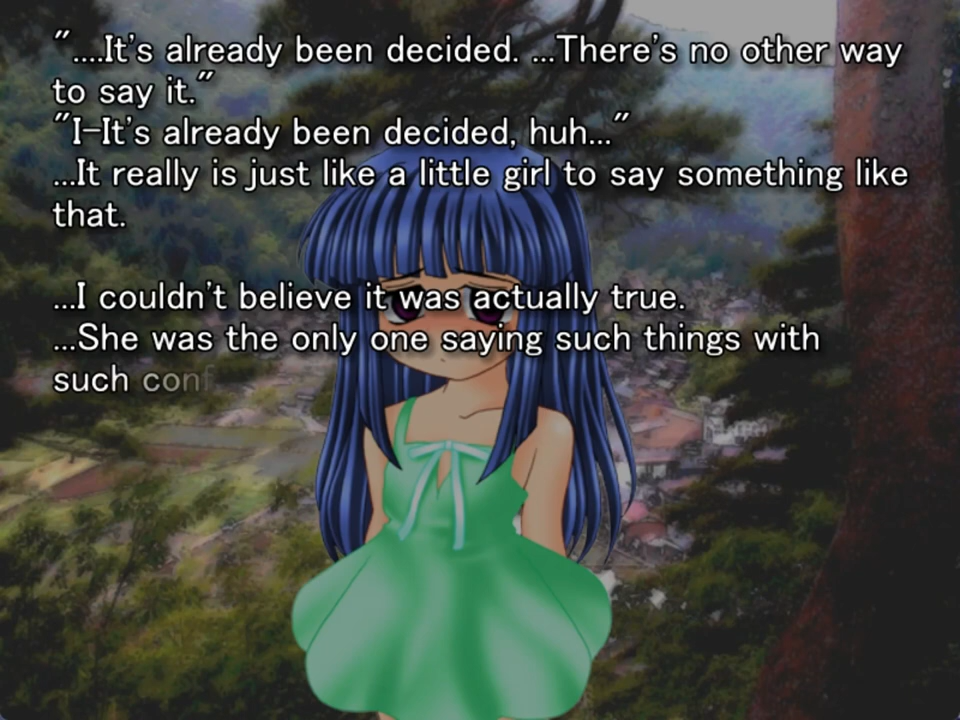 "....It's already been decided. ...There's no other way
to say it."
"I-It's already been decided, huh..."
...It really is just like a little girl to say something like
that.
...I couldn't believe it was actually true.
...She was the only one saying such things with
such conf